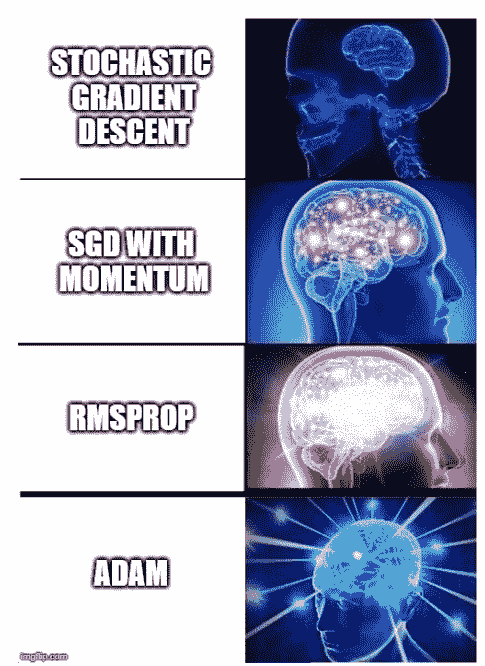 STOCHASTIC
GRADIENT
DESCENT
SGD WITH
MOMENTUM
RMSPROP
ADAM
imgflip.com